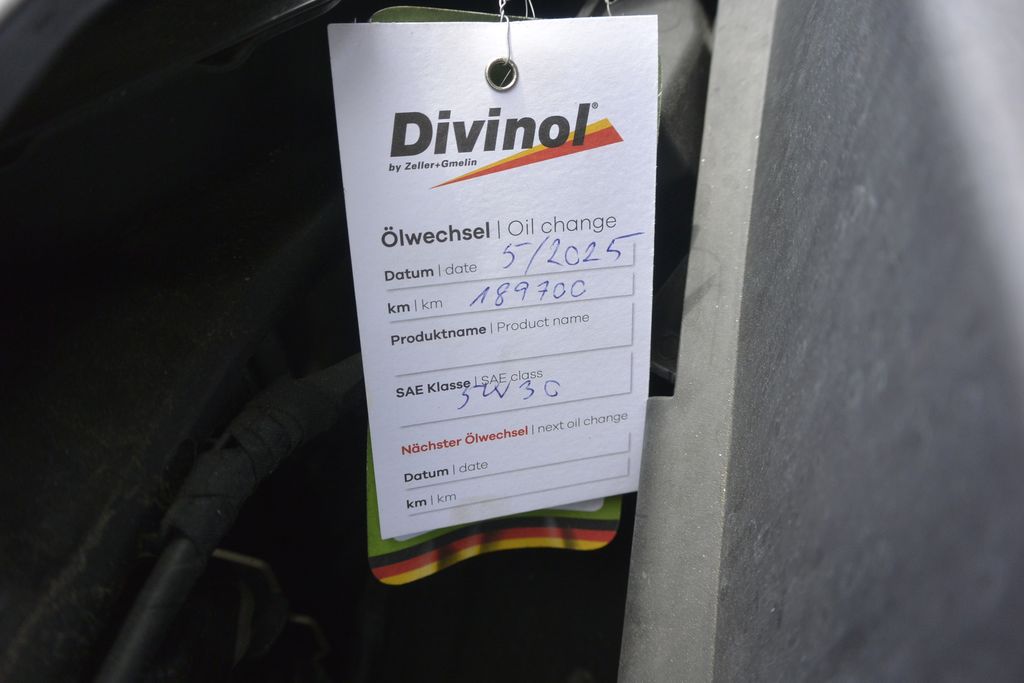 Divinol®
by Zeller+Gmelin
Ölwechsel | Oil change
Datum | date 5/2025
km | km 189700
Produktname | Product name
SAE Klasse | SAE class
5W30
Nächster Ölwechsel | next oil change
Datum | date
km | km